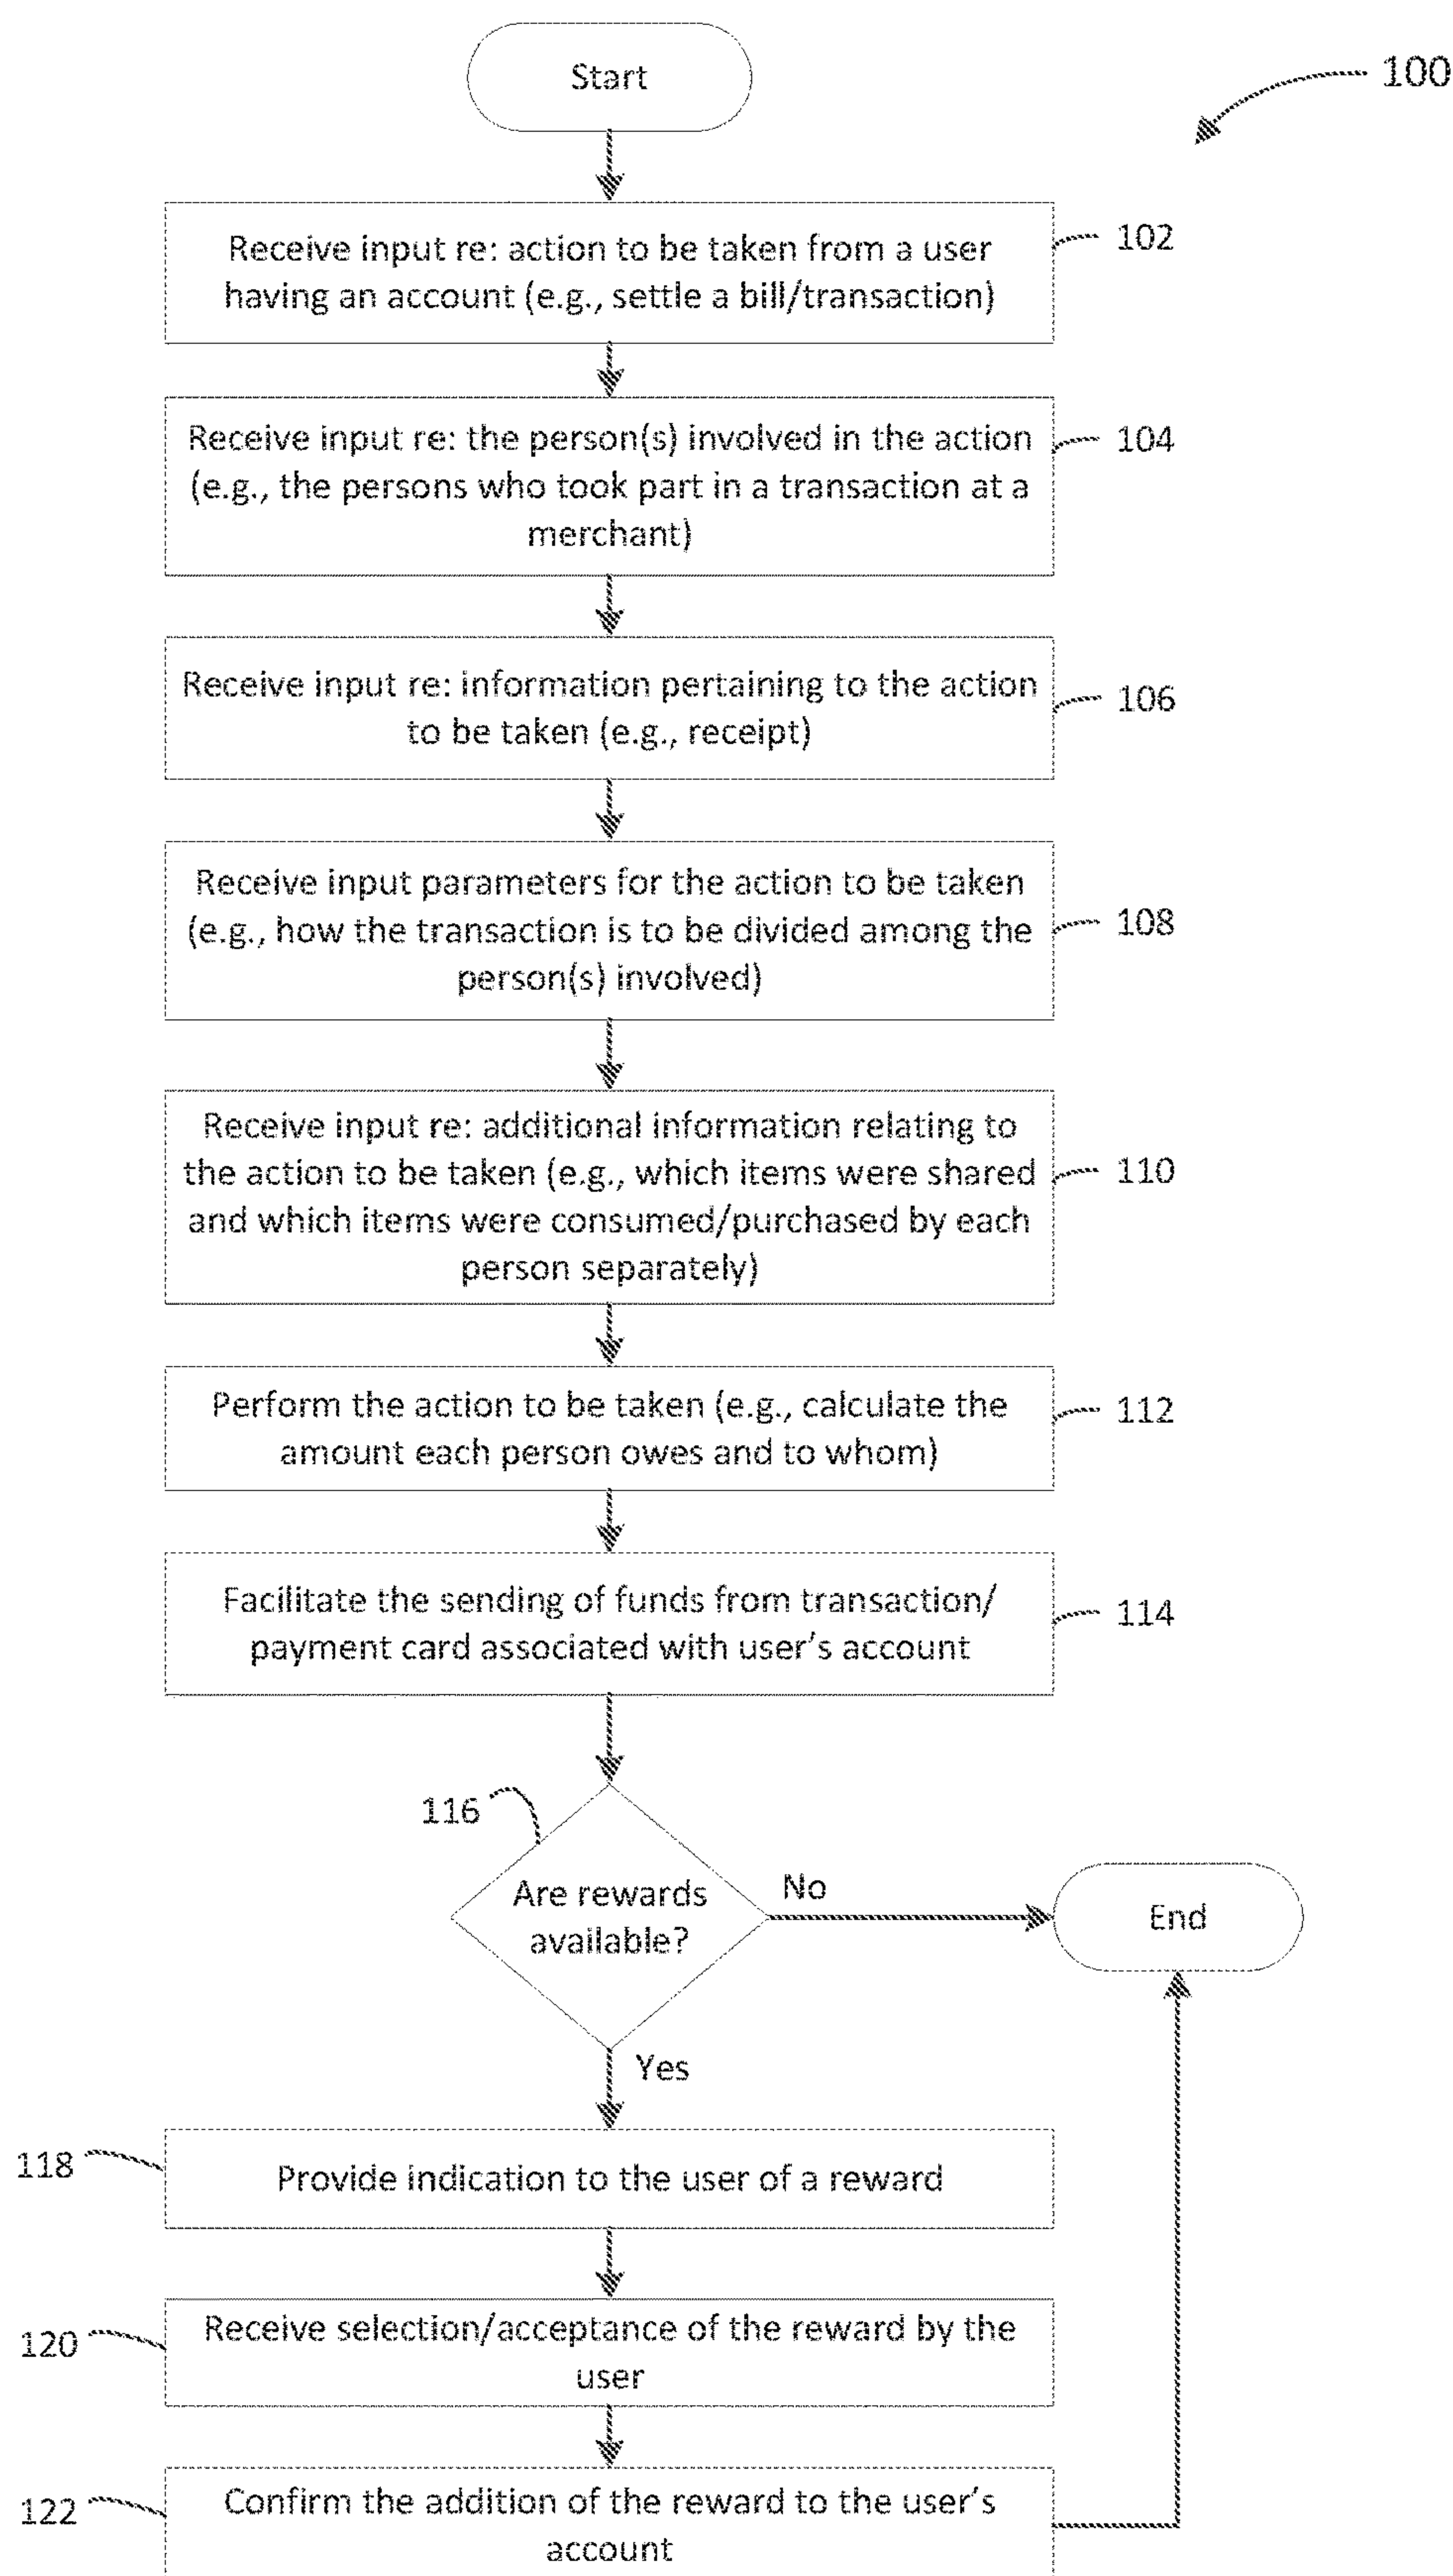 Start
100
Receive input re: action to be taken from a user
having an account (e.g., settle a bill/transaction)
102
Receive input re: the person(s) involved in the action
(e.g., the persons who took part in a transaction at a
merchant)
104
Receive input re: information pertaining to the action
to be taken (e.g., receipt)
106
Receive input parameters for the action to be taken
(e.g., how the transaction is to be divided among the
person(s) involved)
108
Receive input re: additional information relating to
the action to be taken (e.g., which items were shared
and which items were consumed/purchased by each
person separately)
110
Perform the action to be taken (e.g., calculate the
amount each person owes and to whom)
112
Facilitate the sending of funds from transaction/
payment card associated with user's account
114
116
Are rewards
available?
No
End
Yes
118
Provide indication to the user of a reward
120
Receive selection/acceptance of the reward by the
user
122
Confirm the addition of the reward to the user's
account